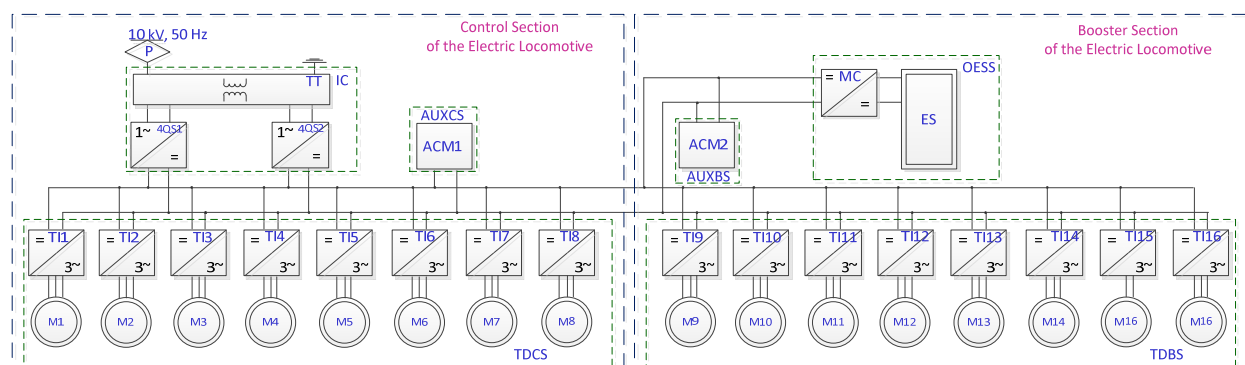 10 kV, 50 Hz
P
Control Section
of the Electric Locomotive
Booster Section
of the Electric Locomotive
TT
IC
OESS
= MC
=
ES
AUXCS
ACM1
ACM2
AUXBS
1~ 4QS1
=
1~ 4QS2
=
= TI1
3~
= TI2
3~
= TI3
3~
= TI4
3~
= TI5
3~
= TI6
3~
= TI7
3~
= TI8
3~
= TI9
3~
= TI10
3~
= TI11
3~
= TI12
3~
= TI13
3~
= TI14
3~
= TI15
3~
= TI16
3~
M1
M2
M3
M4
M5
M6
M7
M8
M9
M10
M11
M12
M13
M14
M16
M16
TDCS
TDBS